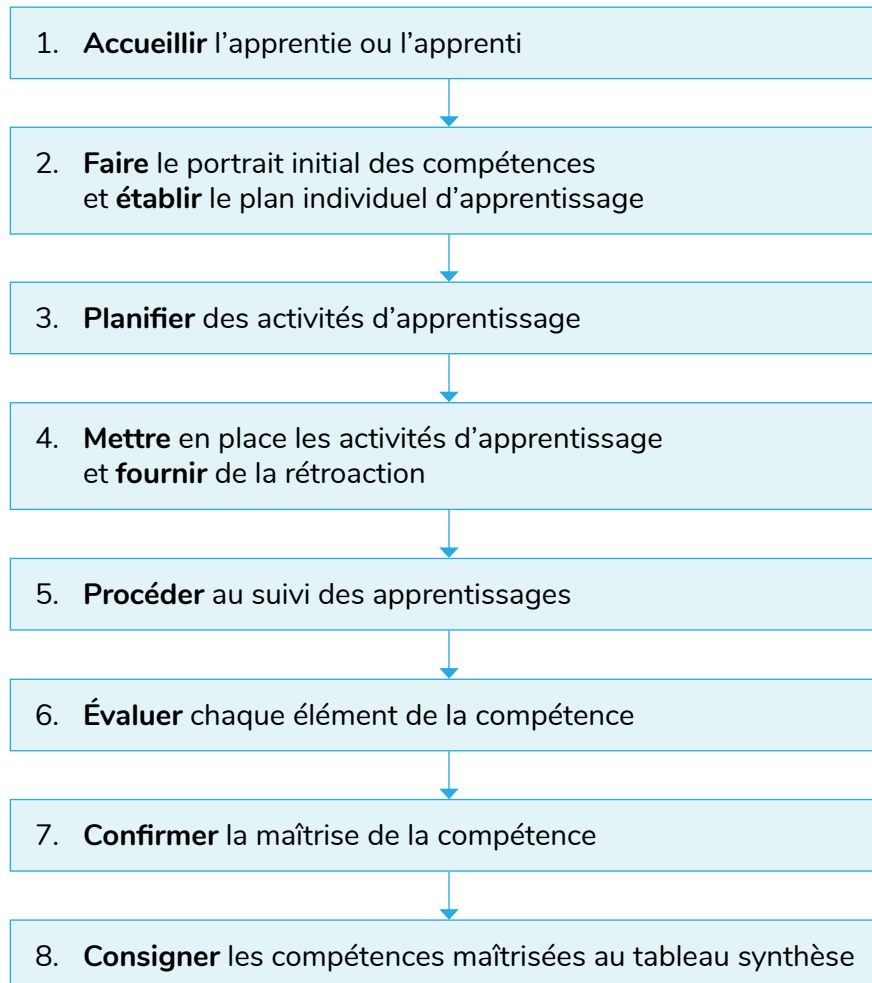 1. Accueillir l’apprentie ou l’apprenti
2. Faire le portrait initial des compétences
et établir le plan individuel d’apprentissage
3. Planifier des activités d’apprentissage
4. Mettre en place les activités d’apprentissage
et fournir de la rétroaction
5. Procéder au suivi des apprentissages
6. Évaluer chaque élément de la compétence
7. Confirmer la maîtrise de la compétence
8. Consigner les compétences maîtrisées au tableau synthèse